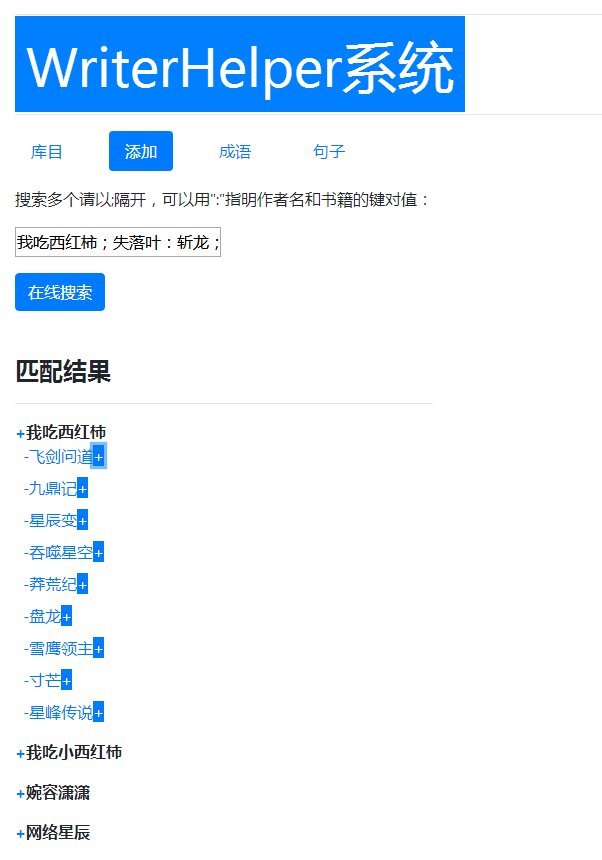 WriterHelper系统
库目 添加 成语 句子
搜索多个请以;隔开，可以用":"指明作者名和书籍的键对值：
我吃西红柿；失落叶：斩龙；
在线搜索
匹配结果
+我吃西红柿
-飞剑问道+
-九鼎记+
-星辰变+
-吞噬星空+
-莽荒纪+
-盘龙+
-雪鹰领主+
-寸芒+
-星峰传说+
+我吃小西红柿
+婉容潇潇
+网络星辰